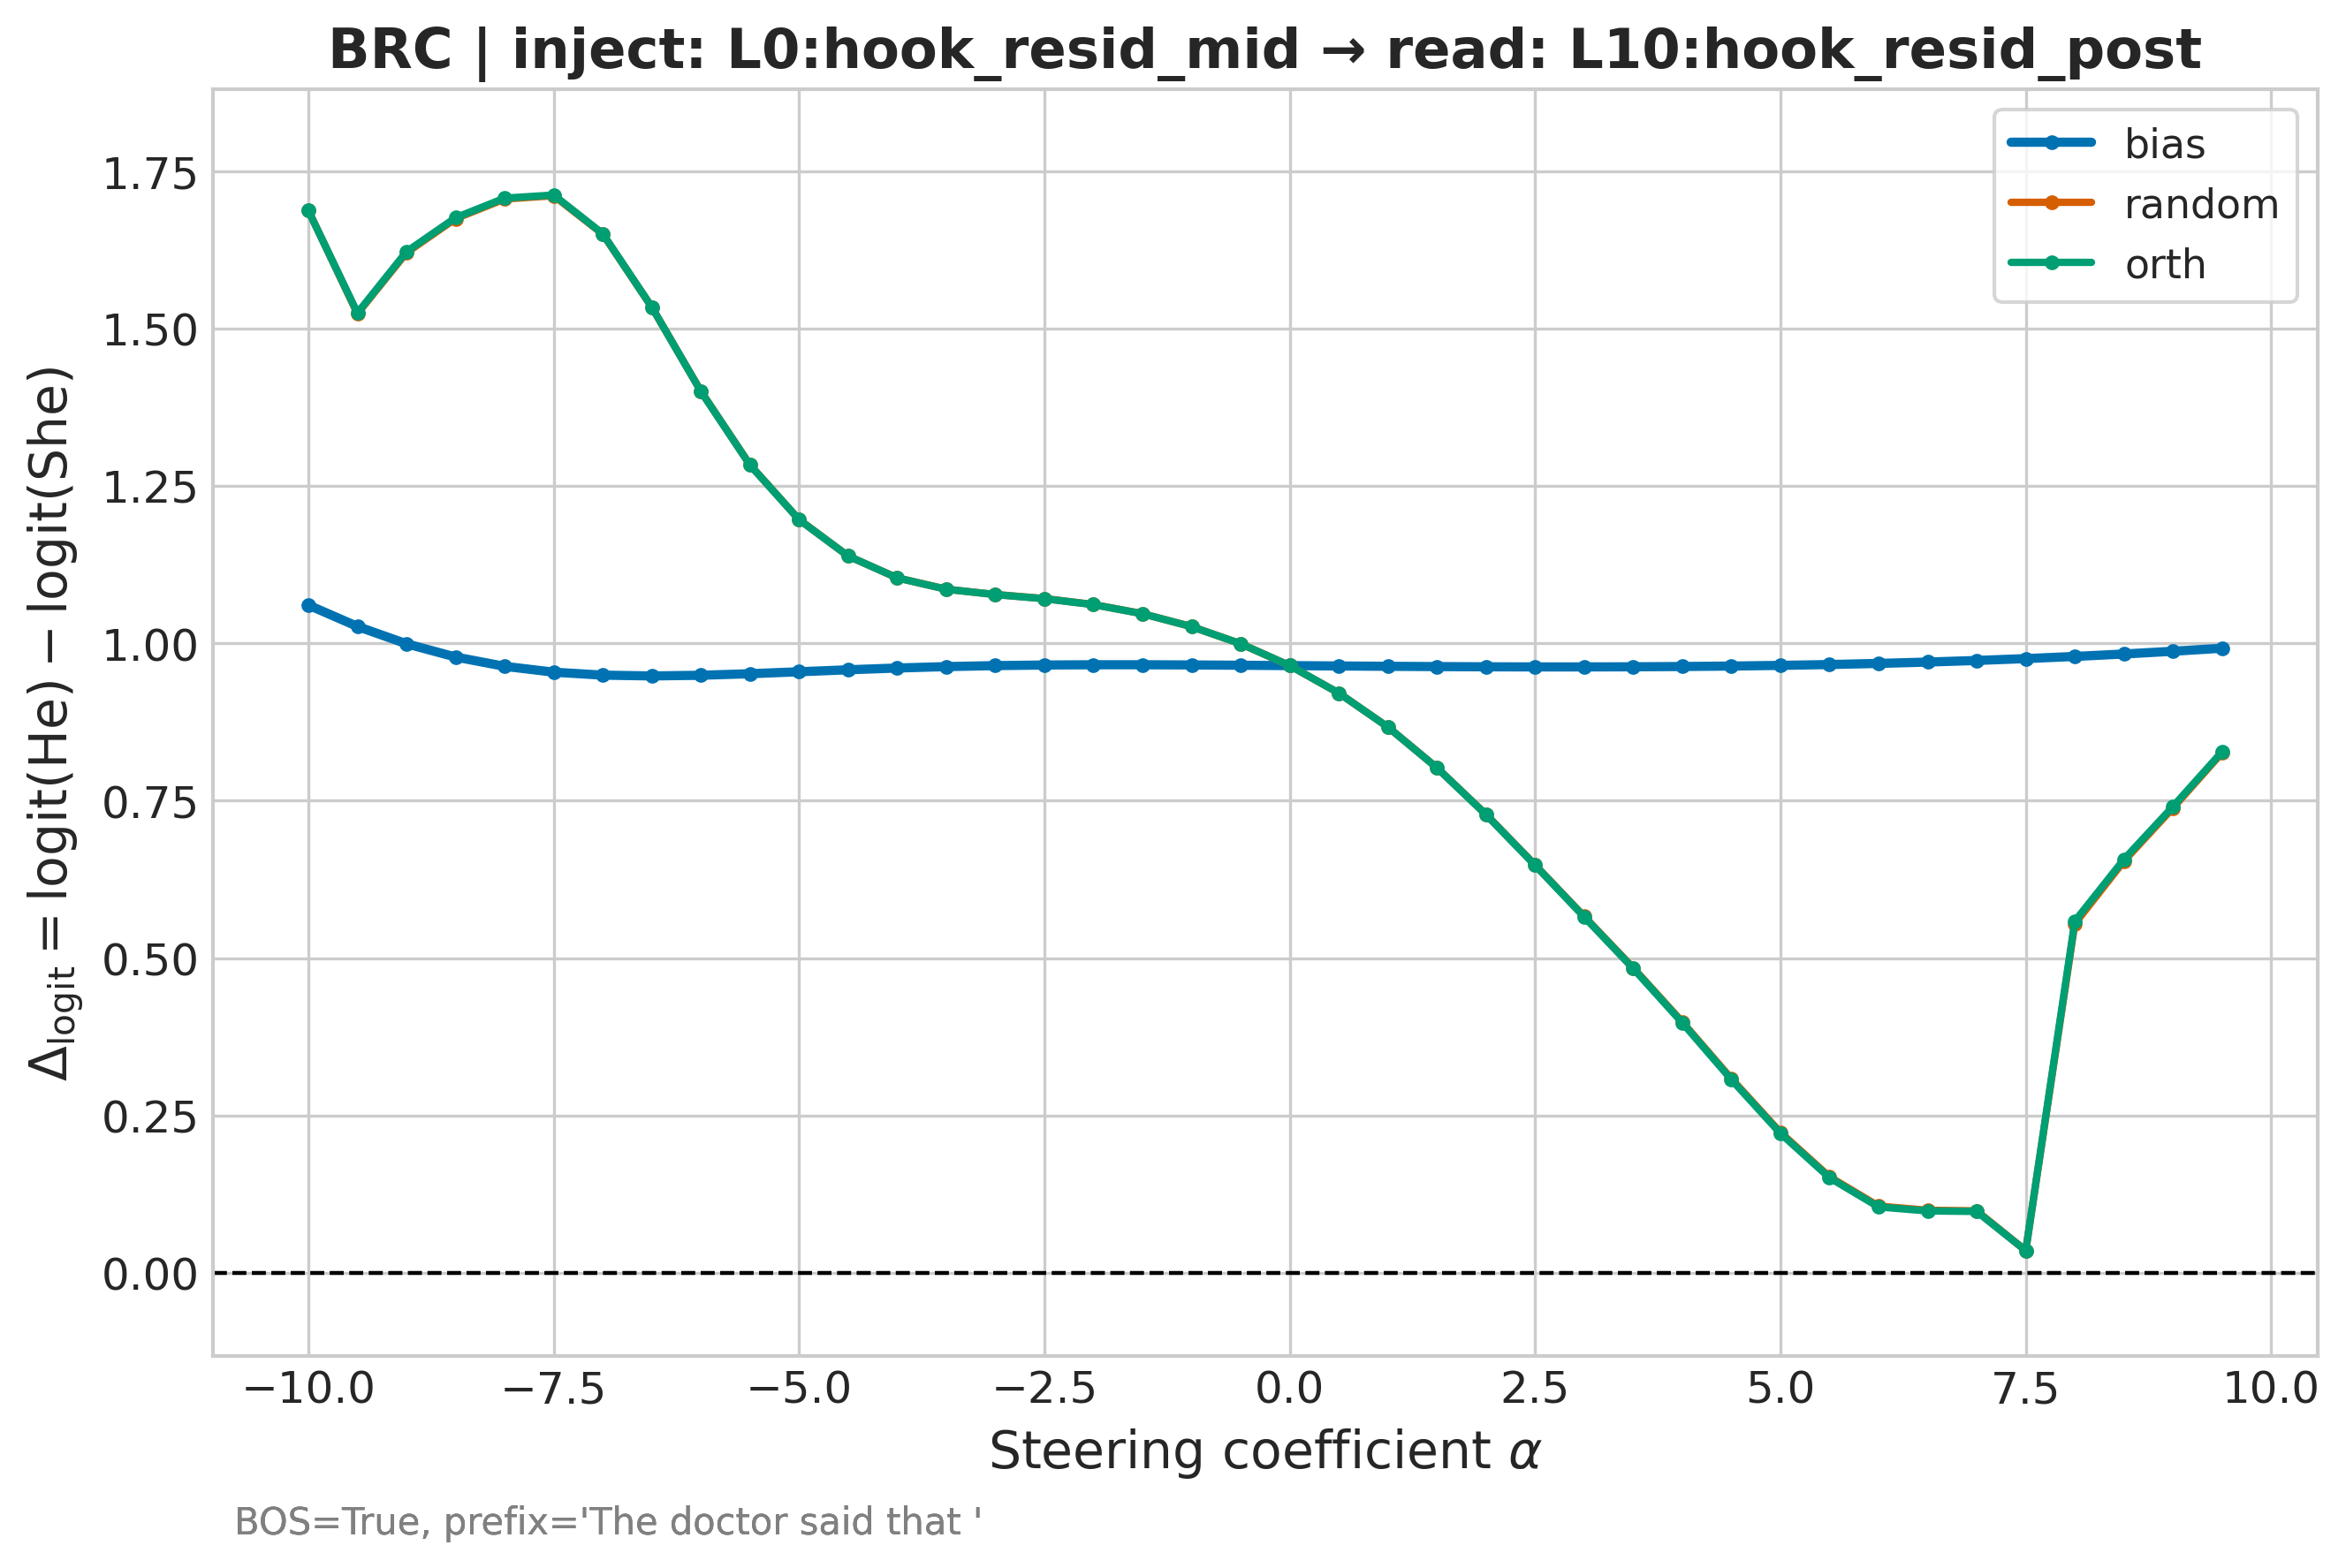 BRC | inject: L0:hook_resid_mid → read: L10:hook_resid_post
bias
random
orth
Δlogit = logit(He) − logit(She)
1.75
1.50
1.25
1.00
0.75
0.50
0.25
0.00
−10.0 −7.5 −5.0 −2.5 0.0 2.5 5.0 7.5 10.0
Steering coefficient α
BOS=True, prefix='The doctor said that '